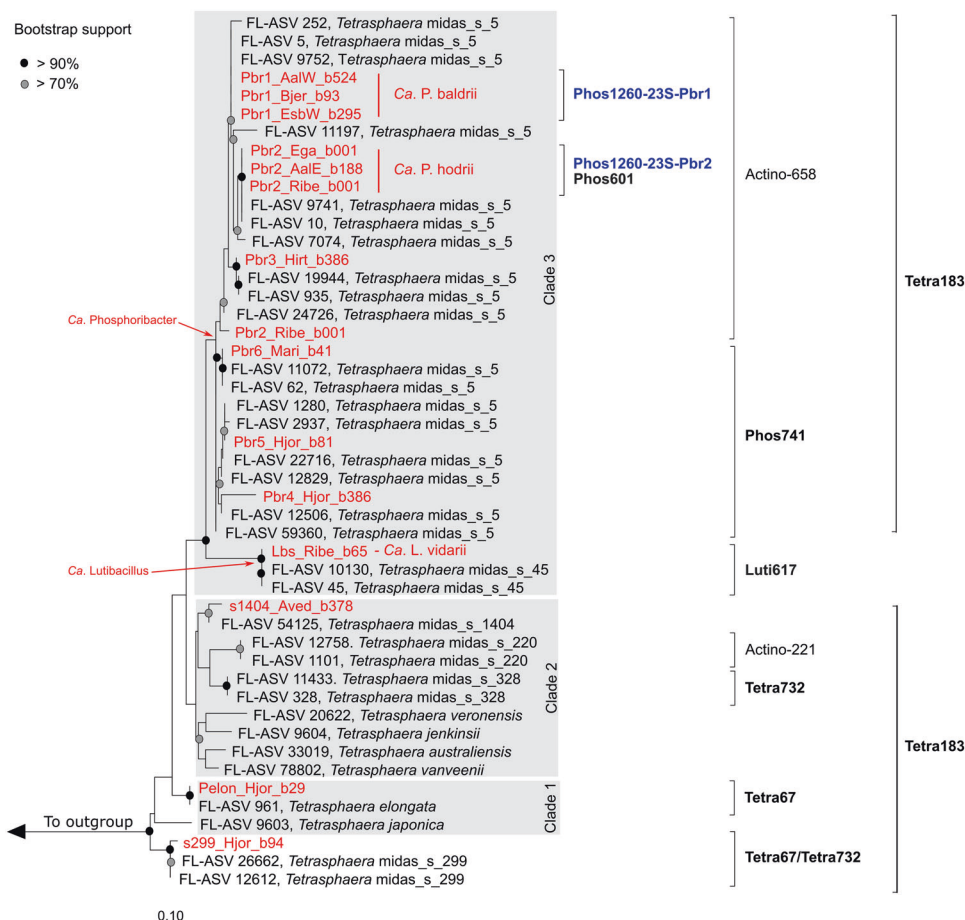 Bootstrap support
> 90%
> 70%
FL-ASV 252, Tetrasphaera midas_s_5
FL-ASV 5, Tetrasphaera midas_s_5
FL-ASV 9752, Tetrasphaera midas_s_5
Pbr1_AalW_b524
Pbr1_Bjer_b93
Pbr1_EsbW_b295
Ca. P. baldrii
Phos1260-23S-Pbr1
FL-ASV 11197, Tetrasphaera midas_s_5
Pbr2_Ega_b001
Pbr2_AalE_b188
Pbr2_Ribe_b001
Ca. P. hodrii
Phos1260-23S-Pbr2
Phos601
Actino-658
FL-ASV 9741, Tetrasphaera midas_s_5
FL-ASV 10, Tetrasphaera midas_s_5
FL-ASV 7074, Tetrasphaera midas_s_5
Pbr3_Hirt_b386
FL-ASV 19944, Tetrasphaera midas_s_5
FL-ASV 935, Tetrasphaera midas_s_5
FL-ASV 24726, Tetrasphaera midas_s_5
Clade 3
Tetra183
Ca. Phosphoribacter
Pbr2_Ribe_b001
Pbr6_Mari_b41
FL-ASV 11072, Tetrasphaera midas_s_5
FL-ASV 62, Tetrasphaera midas_s_5
FL-ASV 1280, Tetrasphaera midas_s_5
FL-ASV 2937, Tetrasphaera midas_s_5
Phos741
Pbr5_Hjor_b81
FL-ASV 22716, Tetrasphaera midas_s_5
FL-ASV 12829, Tetrasphaera midas_s_5
Pbr4_Hjor_b386
FL-ASV 12506, Tetrasphaera midas_s_5
FL-ASV 59360, Tetrasphaera midas_s_5
Lbs_Ribe_b65 - Ca. L. vidarii
Ca. Lutibacillus
FL-ASV 10130, Tetrasphaera midas_s_45
FL-ASV 45, Tetrasphaera midas_s_45
Luti617
s1404_Aved_b378
FL-ASV 54125, Tetrasphaera midas_s_1404
FL-ASV 12758. Tetrasphaera midas_s_220
FL-ASV 1101, Tetrasphaera midas_s_220
Actino-221
FL-ASV 11433. Tetrasphaera midas_s_328
FL-ASV 328, Tetrasphaera midas_s_328
Tetra732
Clade 2
FL-ASV 20622, Tetrasphaera veronensis
FL-ASV 9604, Tetrasphaera jenkinsii
FL-ASV 33019, Tetrasphaera australiensis
FL-ASV 78802, Tetrasphaera vanveenii
Tetra183
Pelon_Hjor_b29
FL-ASV 961, Tetrasphaera elongata
FL-ASV 9603, Tetrasphaera japonica
Clade 1
Tetra67
To outgroup
s299_Hjor_b94
FL-ASV 26662, Tetrasphaera midas_s_299
FL-ASV 12612, Tetrasphaera midas_s_299
Tetra67/Tetra732
0.10